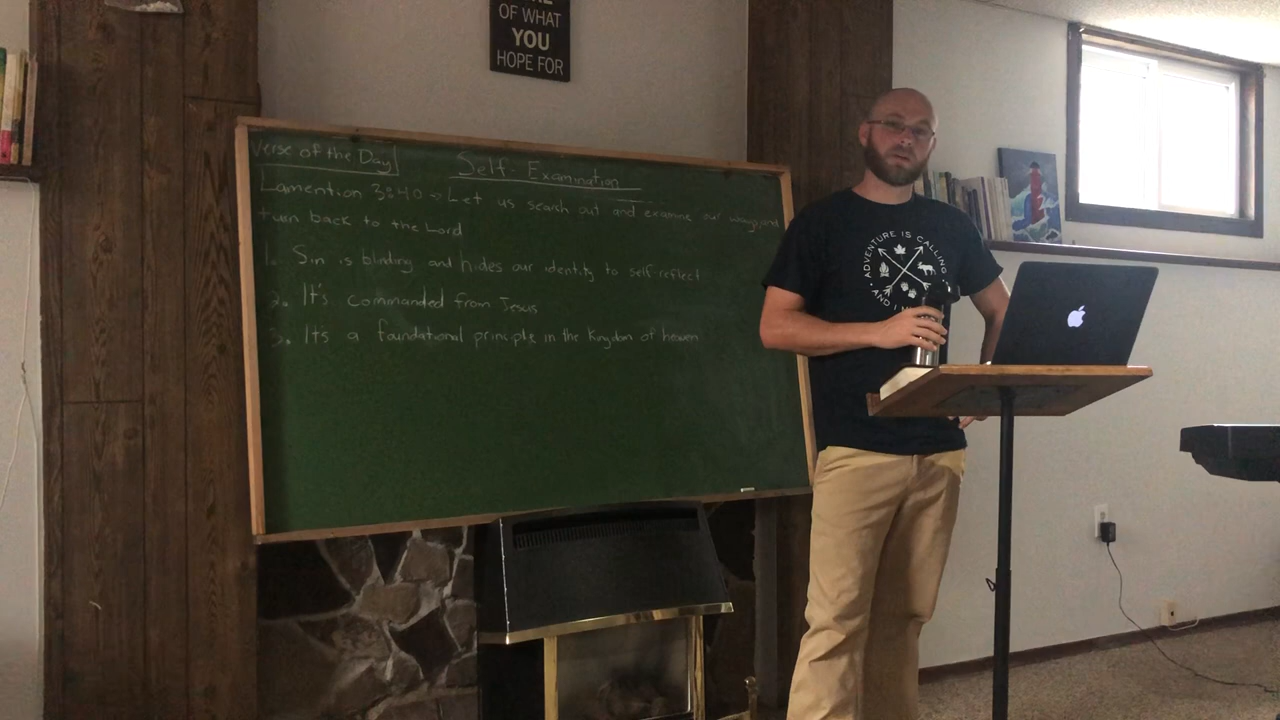 OF WHAT
YOU
HOPE FOR
Verse of the Day
Self-Examination
Lamention 3:40 → Let us search out and examine our ways, and
turn back to the Lord
1. Sin is blinding and hides our identity to self-reflect
2. It's commanded from Jesus
3. Its a foundational principle in the Kingdom of heaven
ADVENTURE IS CALLING
AND I